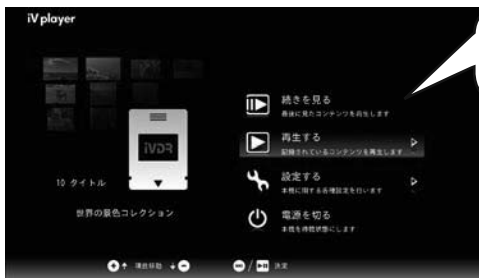 iV player
続きを見る
最後に見たコンテンツを再生します
再生する
記録されているコンテンツを再生します
iVDR
設定する
本機に関する各種設定を行います
10 タイトル
電源を切る
世界の景色コレクション
本機を待機状態にします
項目移動
決定